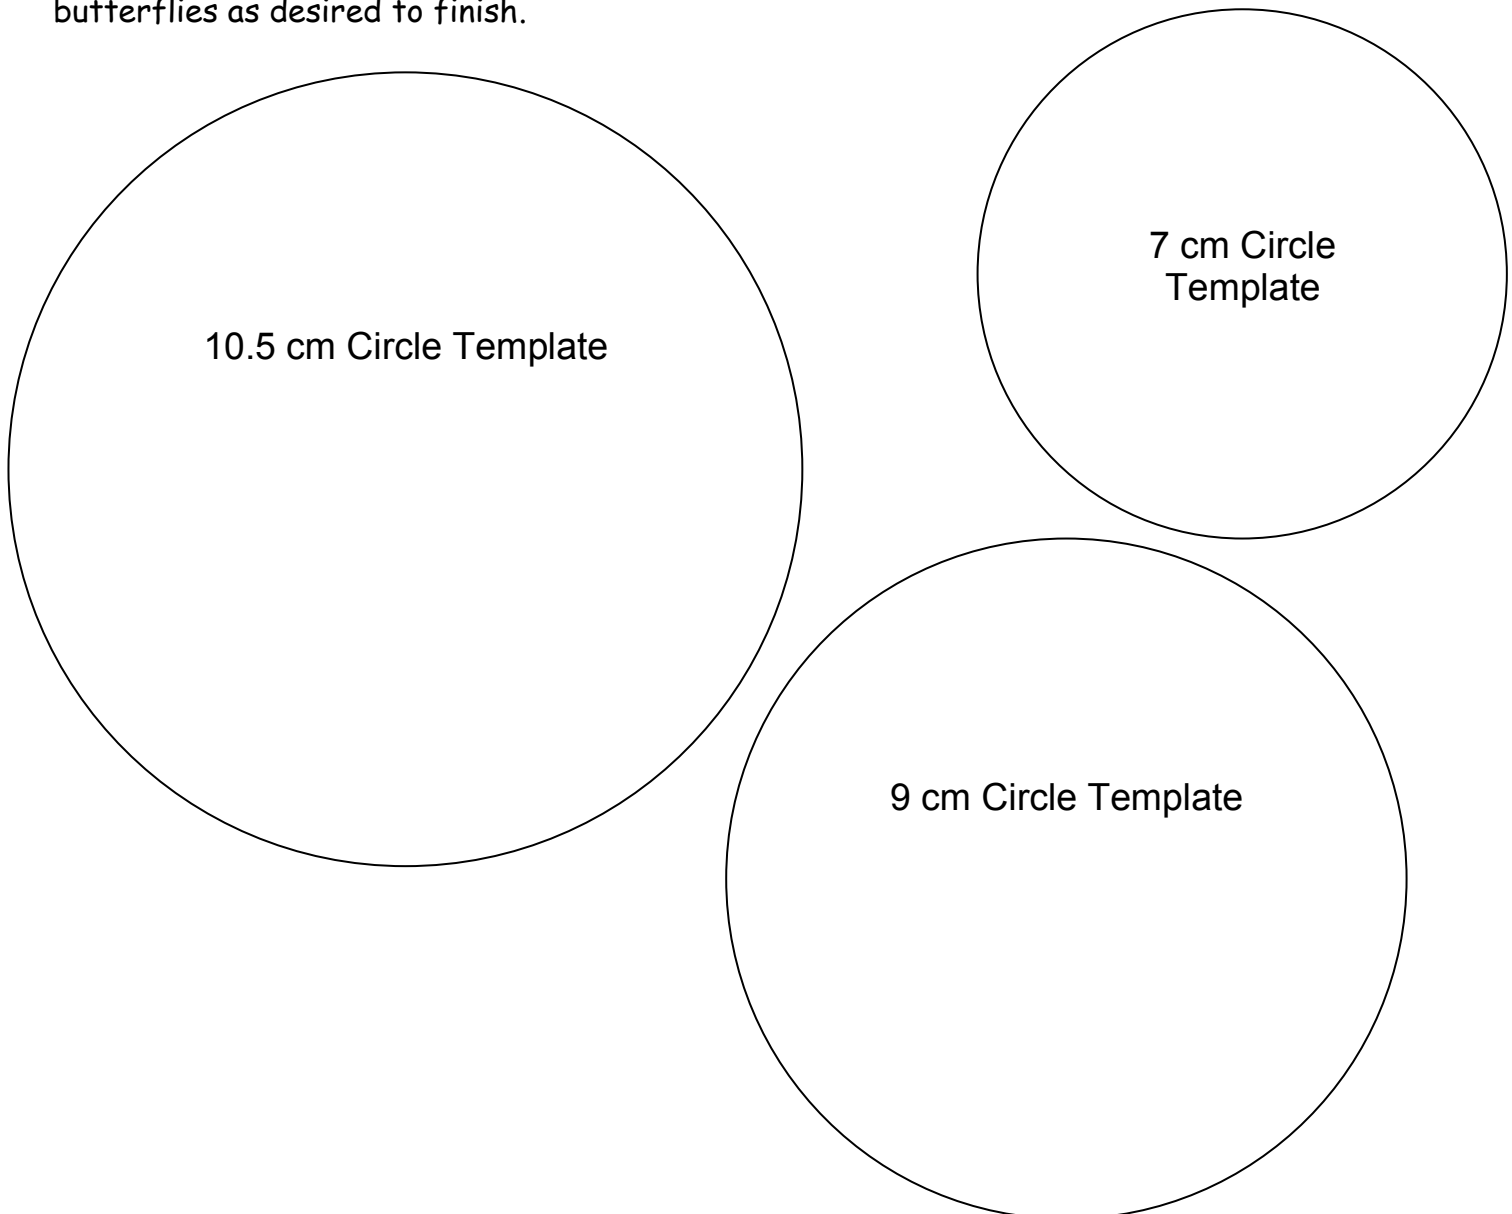 butterflies as desired to finish.
7 cm Circle
Template
10.5 cm Circle Template
9 cm Circle Template